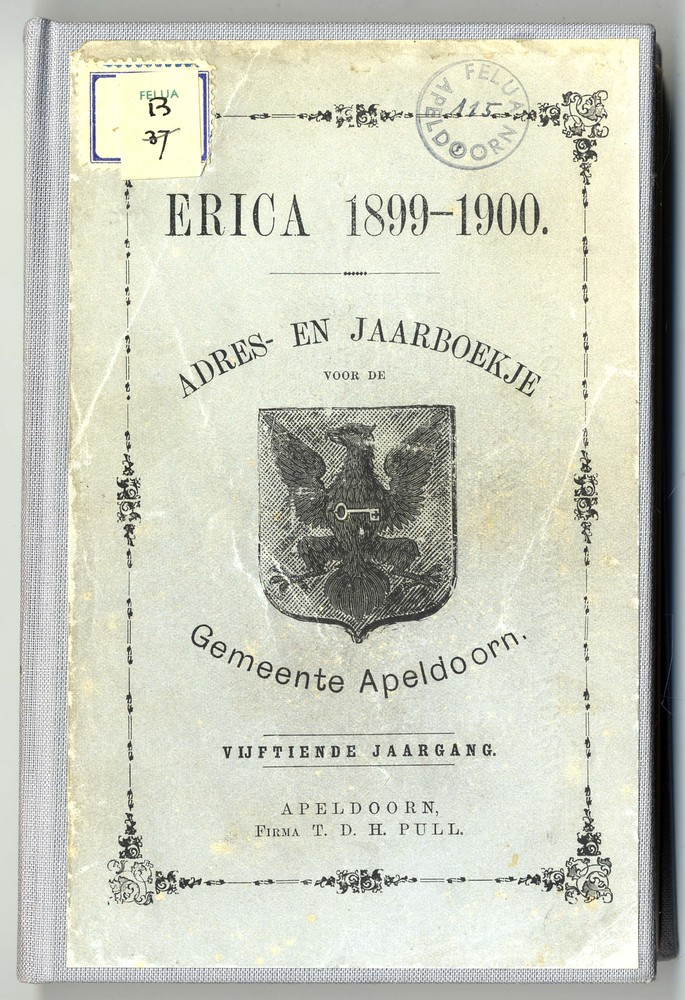 FELUA
B
37
FELUA
115
APELDOORN
ERICA 1899-1900.
ADRES- EN JAARBOEKJE
VOOR DE
Gemeente Apeldoorn.
VIJFTIENDE JAARGANG.
APELDOORN,
FIRMA T. D. H. PULL.